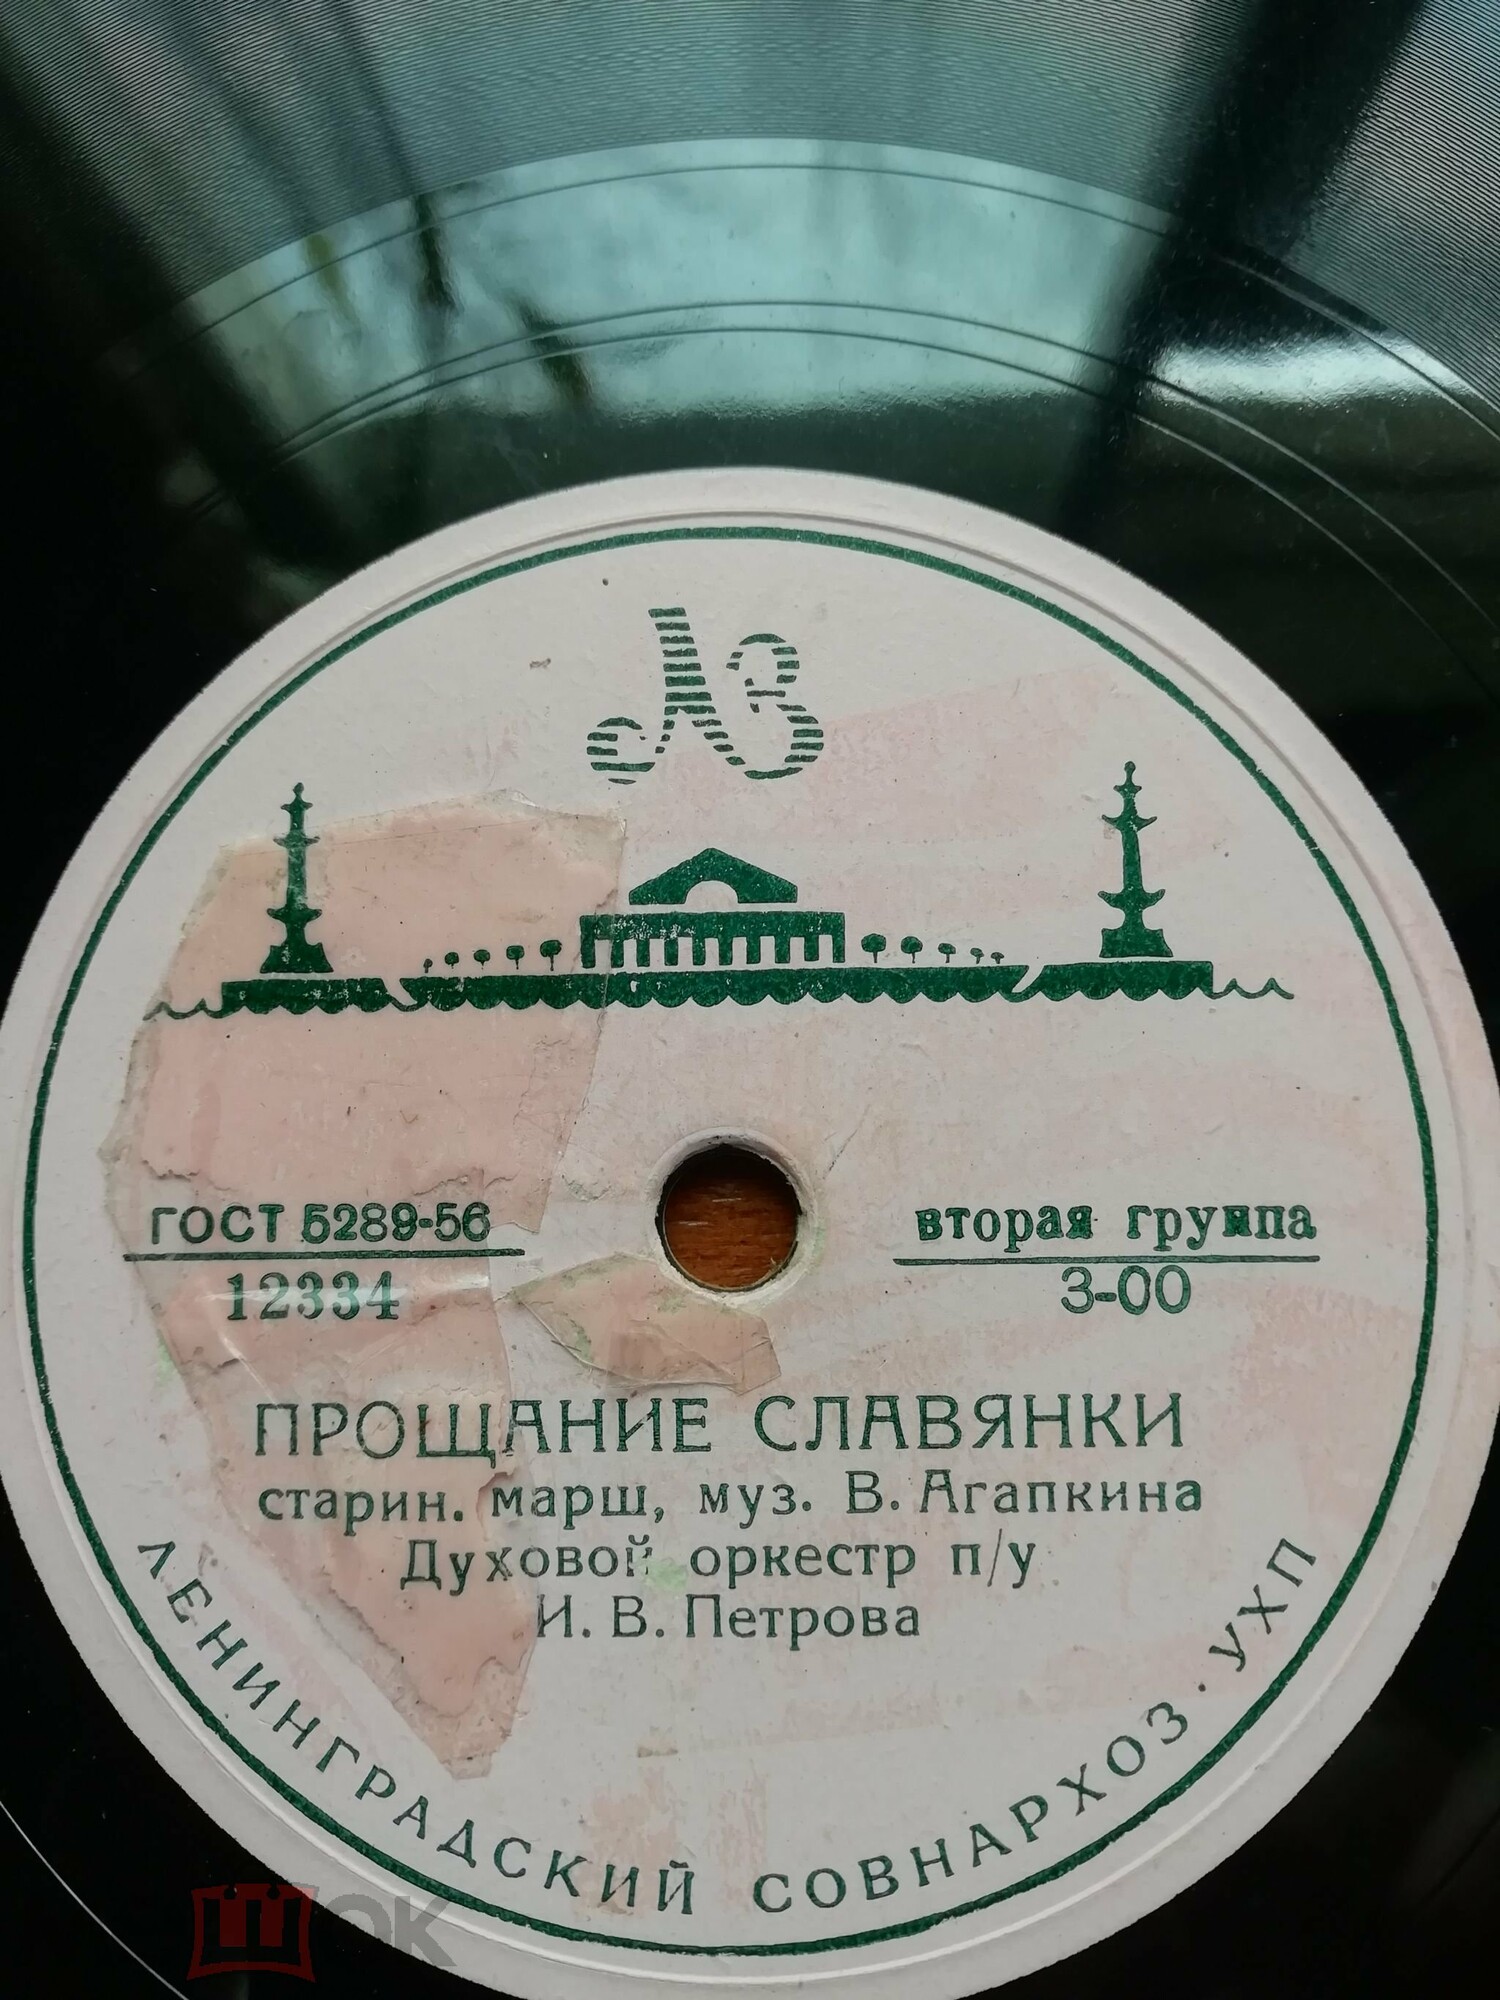 ЛЗ
ГОСТ 5289-56
12334
вторая группа
3-00
ПРОЩАНИЕ СЛАВЯНКИ
старин. марш, муз. В. Агапкина
Духовой оркестр п/у
И. В. Петрова
ЛЕНИНГРАДСКИЙ СОВНАРХОЗ · УХП
ШОК